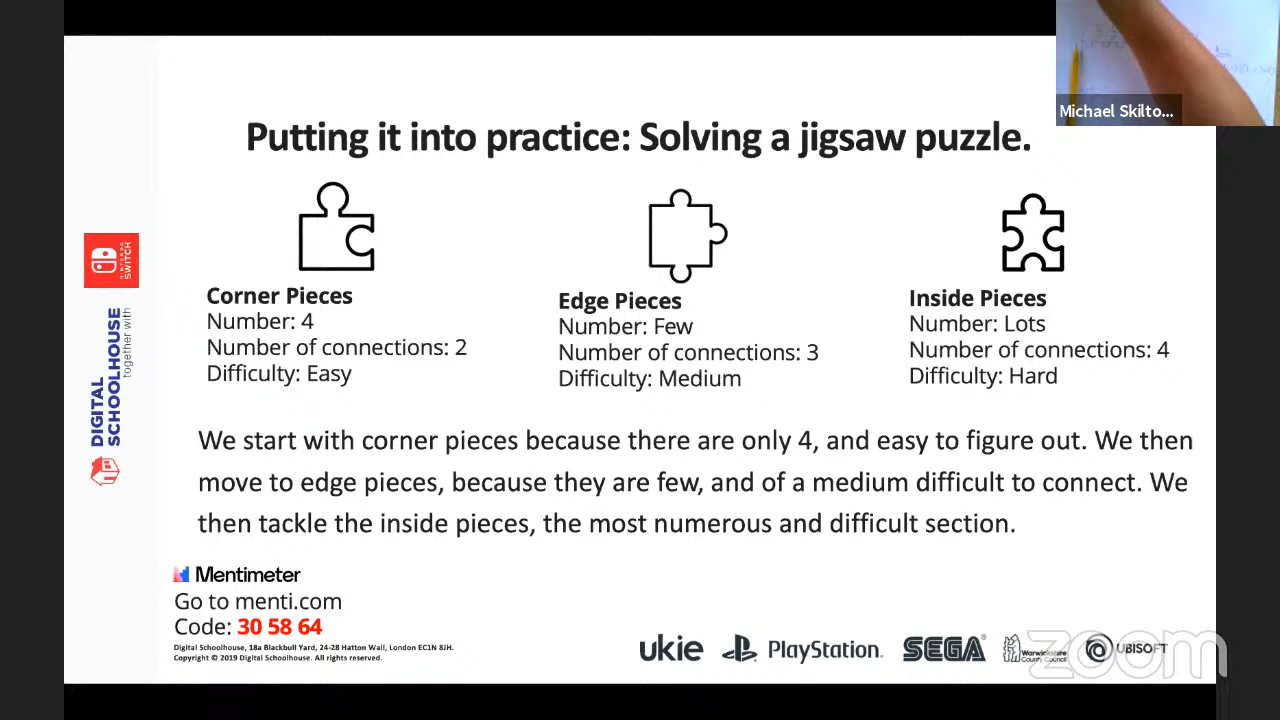 Michael Skilto...
Putting it into practice: Solving a jigsaw puzzle.
Corner Pieces
Number: 4
Number of connections: 2
Difficulty: Easy
Edge Pieces
Number: Few
Number of connections: 3
Difficulty: Medium
Inside Pieces
Number: Lots
Number of connections: 4
Difficulty: Hard
We start with corner pieces because there are only 4, and easy to figure out. We then
move to edge pieces, because they are few, and of a medium difficult to connect. We
then tackle the inside pieces, the most numerous and difficult section.
NINTENDO
SWITCH
DIGITAL
SCHOOLHOUSE
together with
Mentimeter
Go to menti.com
Code: 30 58 64
Digital Schoolhouse, 18a Blackbull Yard, 24-28 Hatton Wall, London EC1N 8JH.
Copyright © 2019 Digital Schoolhouse. All rights reserved.
ukie
PlayStation.
SEGA®
Warwickshire
County Council
UBISOFT
zoom